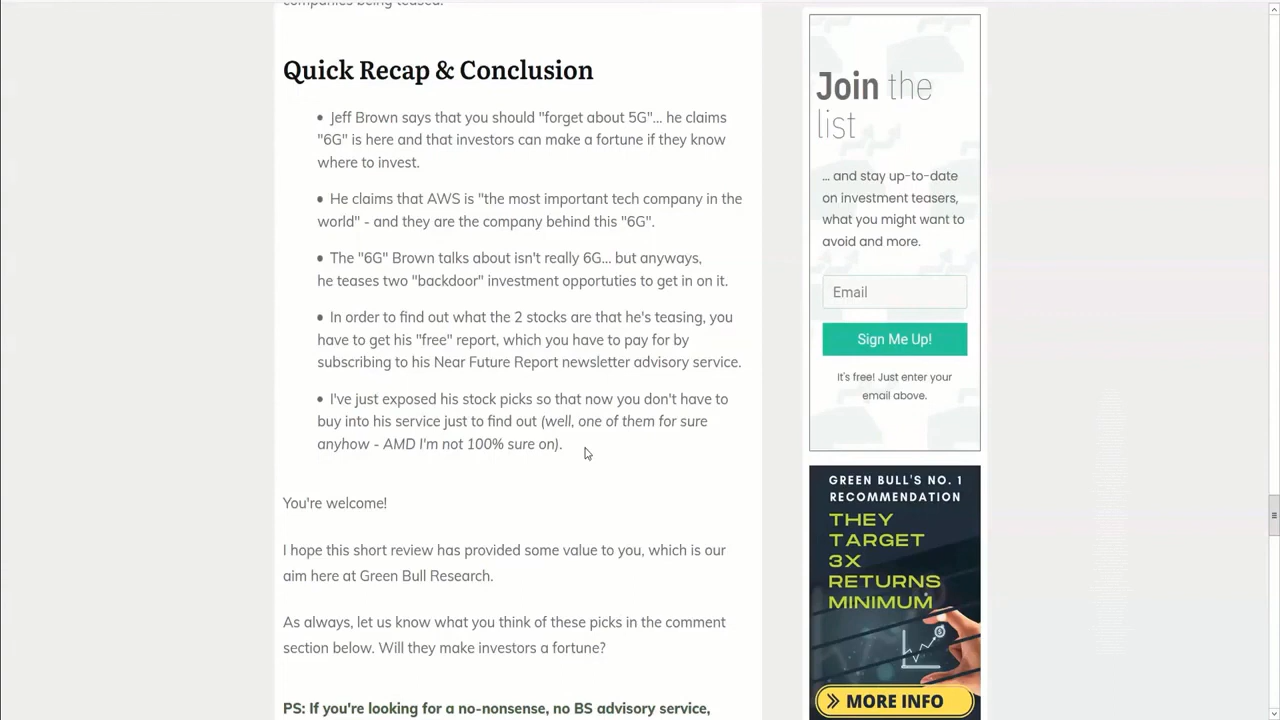 companies being teased.
Quick Recap & Conclusion
• Jeff Brown says that you should "forget about 5G"... he claims
"6G" is here and that investors can make a fortune if they know
where to invest.
• He claims that AWS is "the most important tech company in the
world" - and they are the company behind this "6G".
• The "6G" Brown talks about isn't really 6G... but anyways,
he teases two "backdoor" investment opportuties to get in on it.
• In order to find out what the 2 stocks are that he's teasing, you
have to get his "free" report, which you have to pay for by
subscribing to his Near Future Report newsletter advisory service.
• I've just exposed his stock picks so that now you don't have to
buy into his service just to find out (well, one of them for sure
anyhow - AMD I'm not 100% sure on).
You're welcome!
I hope this short review has provided some value to you, which is our
aim here at Green Bull Research.
As always, let us know what you think of these picks in the comment
section below. Will they make investors a fortune?
PS: If you're looking for a no-nonsense, no BS advisory service,
Join the
list
... and stay up-to-date
on investment teasers,
what you might want to
avoid and more.
Email
Sign Me Up!
It's free! Just enter your
email above.
GREEN BULL'S NO. 1
RECOMMENDATION
THEY
TARGET
3X
RETURNS
MINIMUM
MORE INFO